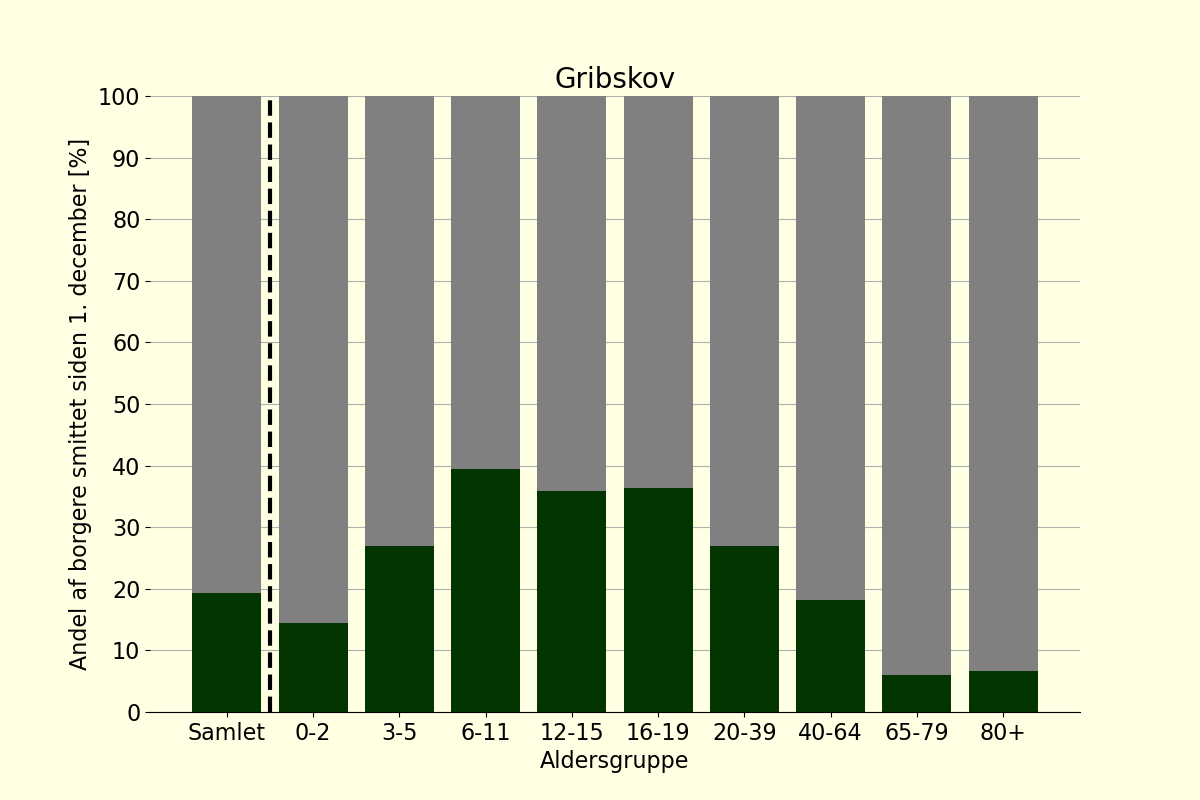 Gribskov
Andel af borgere smittet siden 1. december [%]
100
90
80
70
60
50
40
30
20
10
0
Samlet 0-2 3-5 6-11 12-15 16-19 20-39 40-64 65-79 80+
Aldersgruppe